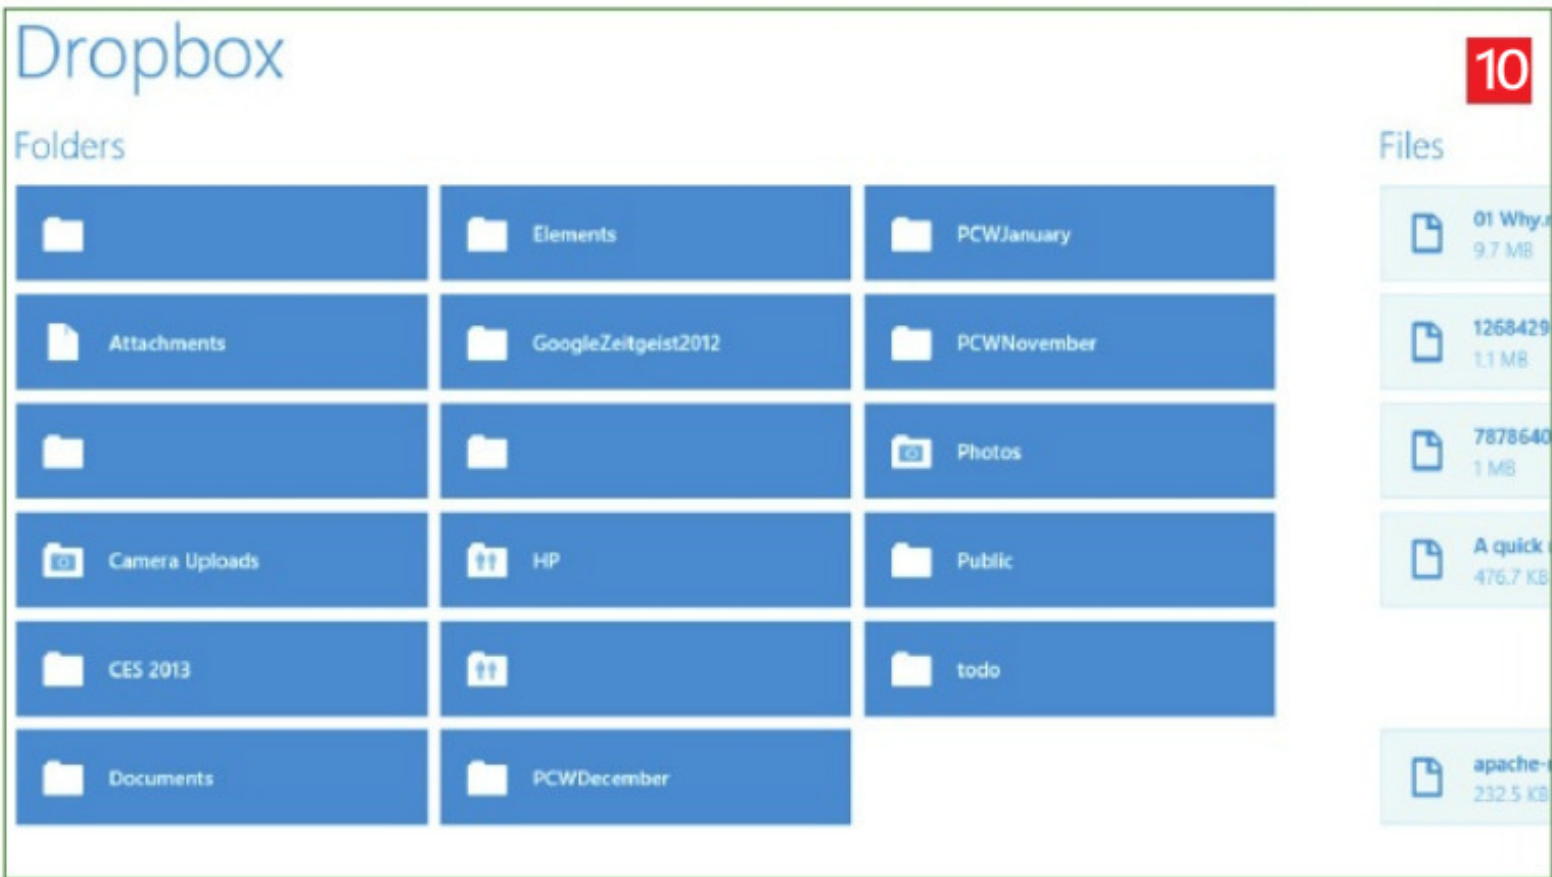 Dropbox
10
Folders
Files
Elements
PCWJanuary
01 Why.
9.7 MB
Attachments
GoogleZeitgeist2012
PCWNovember
1268429
1.1 MB
Photos
7878640
1 MB
Camera Uploads
HP
Public
A quick
476.7 KB
CES 2013
todo
Documents
PCWDecember
apache-
232.5 KB